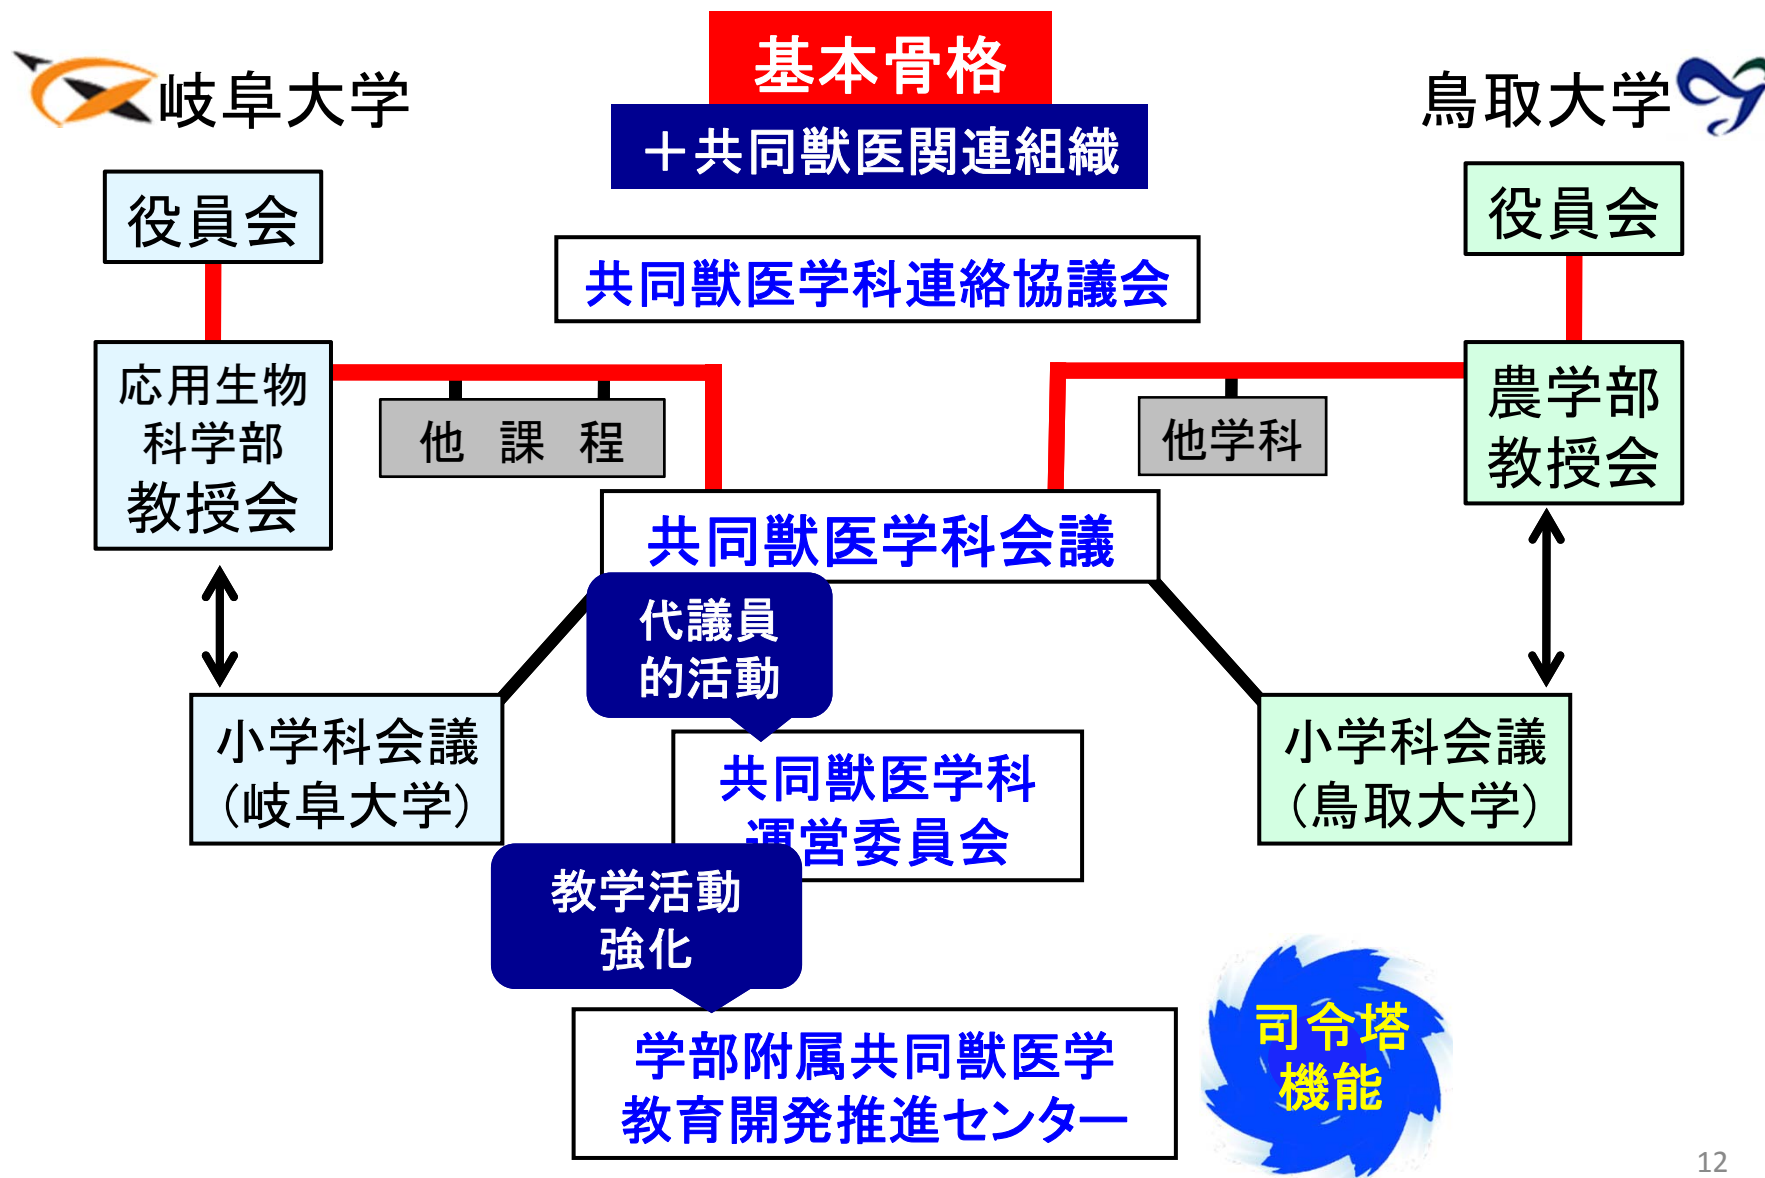 岐阜大学
基本骨格
＋共同獣医関連組織
鳥取大学
役員会
役員会
共同獣医学科連絡協議会
応用生物
科学部
教授会
他 課 程
他学科
農学部
教授会
共同獣医学科会議
代議員
的活動
小学科会議
（岐阜大学）
小学科会議
（鳥取大学）
共同獣医学科
運営委員会
教学活動
強化
学部附属共同獣医学
教育開発推進センター
司令塔
機能
12